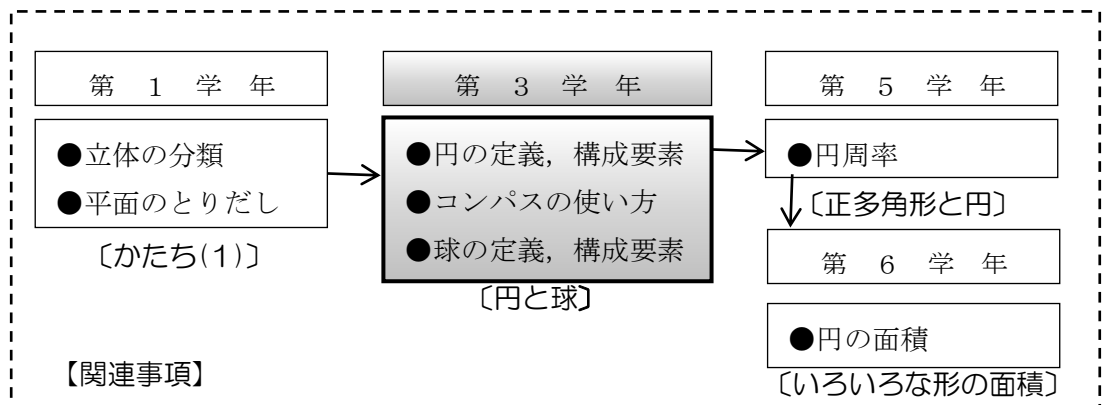 第 1 学 年
●立体の分類
●平面のとりだし
〔かたち(1)〕
第 3 学 年
●円の定義，構成要素
●コンパスの使い方
●球の定義，構成要素
〔円と球〕
第 5 学 年
●円周率
〔正多角形と円〕
第 6 学 年
●円の面積
〔いろいろな形の面積〕
【関連事項】